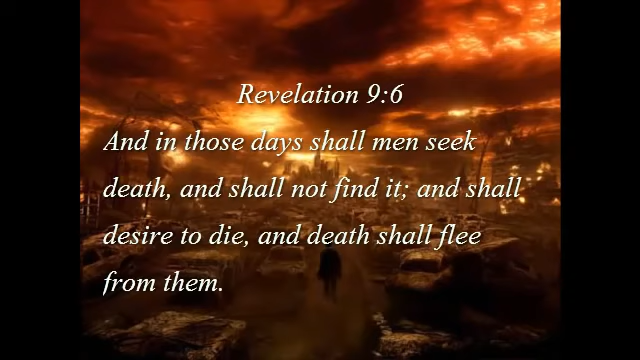 Revelation 9:6
And in those days shall men seek
death, and shall not find it; and shall
desire to die, and death shall flee
from them.